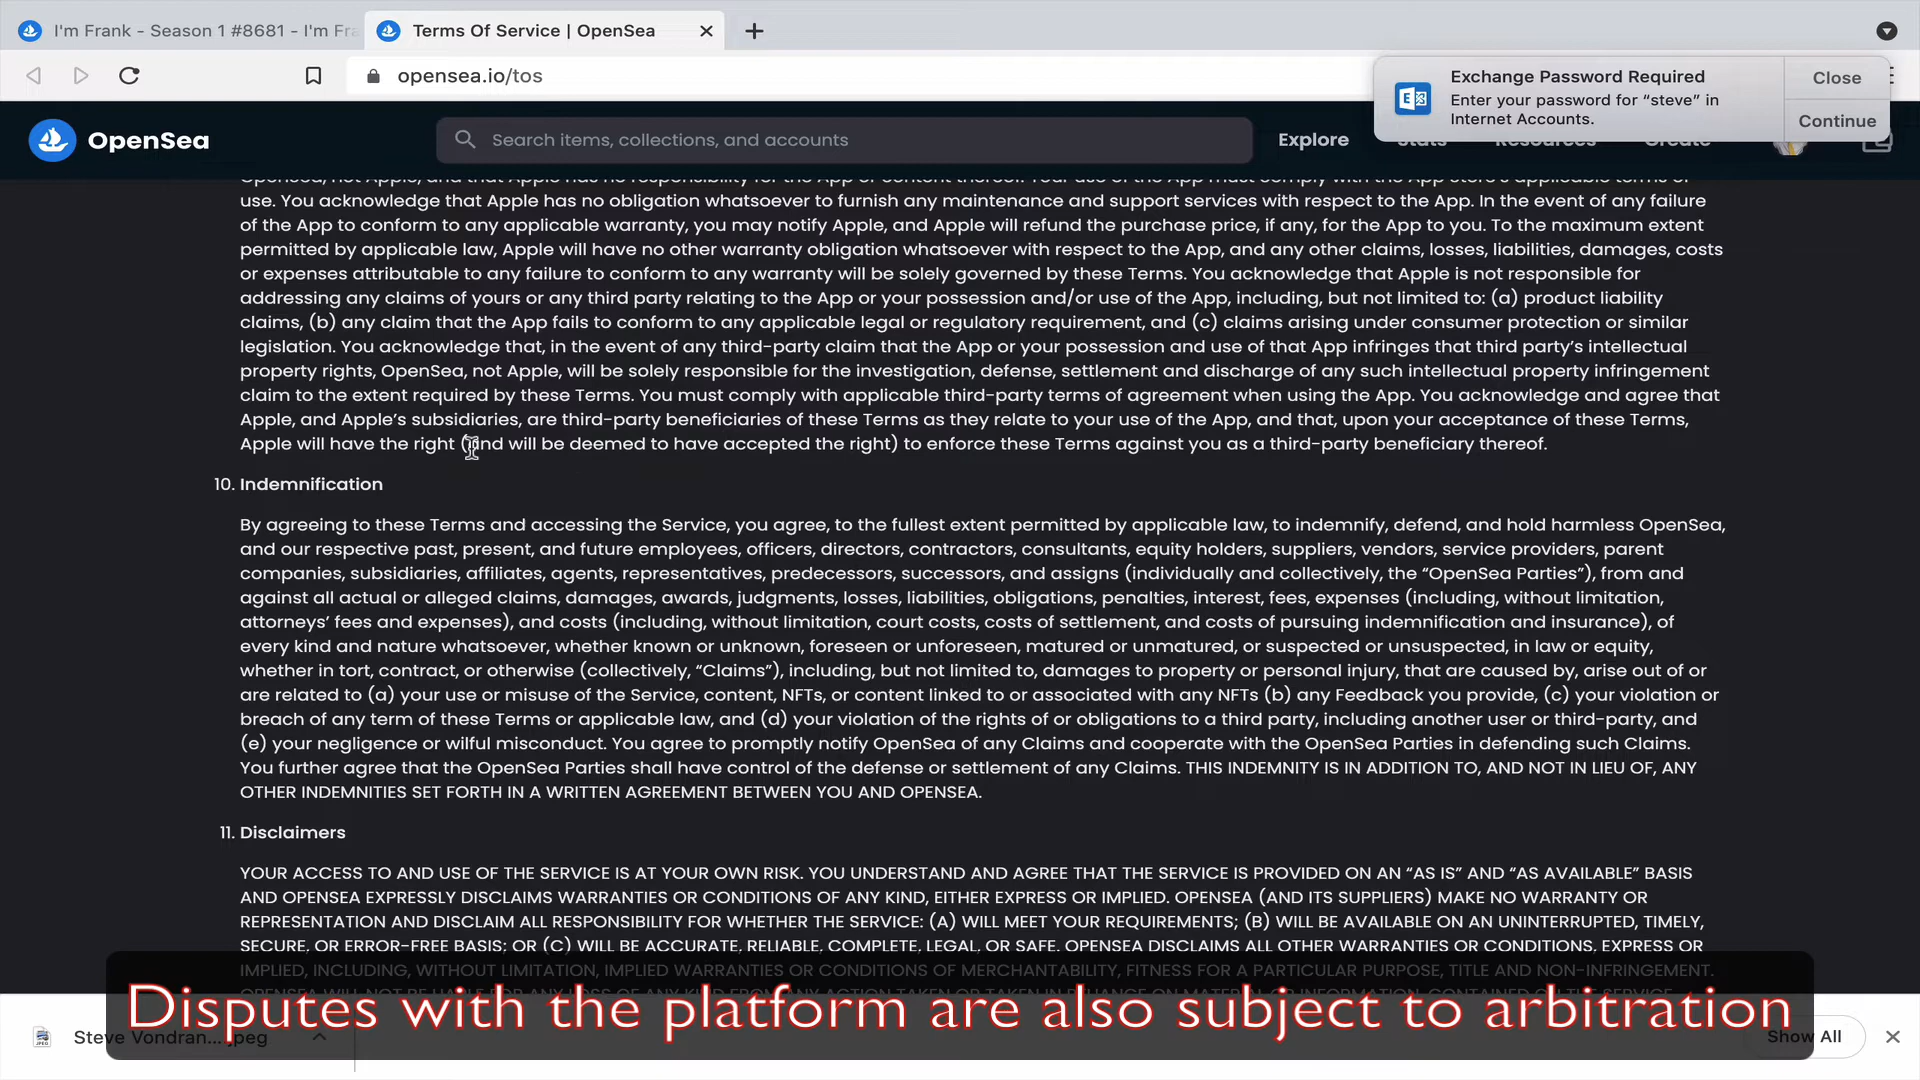 I'm Frank - Season 1 #8681 - I'm Fra
Terms Of Service | OpenSea
opensea.io/tos
Exchange Password Required
Enter your password for “steve” in
Internet Accounts.
Close
Continue
OpenSea
Search items, collections, and accounts
Explore
Stats
Resources
Create
OpenSea, not Apple, and that Apple has no responsibility for the App or content thereof. Your use of the App must comply with the App store's applicable terms of
use. You acknowledge that Apple has no obligation whatsoever to furnish any maintenance and support services with respect to the App. In the event of any failure
of the App to conform to any applicable warranty, you may notify Apple, and Apple will refund the purchase price, if any, for the App to you. To the maximum extent
permitted by applicable law, Apple will have no other warranty obligation whatsoever with respect to the App, and any other claims, losses, liabilities, damages, costs
or expenses attributable to any failure to conform to any warranty will be solely governed by these Terms. You acknowledge that Apple is not responsible for
addressing any claims of yours or any third party relating to the App or your possession and/or use of the App, including, but not limited to: (a) product liability
claims, (b) any claim that the App fails to conform to any applicable legal or regulatory requirement, and (c) claims arising under consumer protection or similar
legislation. You acknowledge that, in the event of any third-party claim that the App or your possession and use of that App infringes that third party’s intellectual
property rights, OpenSea, not Apple, will be solely responsible for the investigation, defense, settlement and discharge of any such intellectual property infringement
claim to the extent required by these Terms. You must comply with applicable third-party terms of agreement when using the App. You acknowledge and agree that
Apple, and Apple’s subsidiaries, are third-party beneficiaries of these Terms as they relate to your use of the App, and that, upon your acceptance of these Terms,
Apple will have the right (and will be deemed to have accepted the right) to enforce these Terms against you as a third-party beneficiary thereof.
10. Indemnification
By agreeing to these Terms and accessing the Service, you agree, to the fullest extent permitted by applicable law, to indemnify, defend, and hold harmless OpenSea,
and our respective past, present, and future employees, officers, directors, contractors, consultants, equity holders, suppliers, vendors, service providers, parent
companies, subsidiaries, affiliates, agents, representatives, predecessors, successors, and assigns (individually and collectively, the “OpenSea Parties”), from and
against all actual or alleged claims, damages, awards, judgments, losses, liabilities, obligations, penalties, interest, fees, expenses (including, without limitation,
attorneys’ fees and expenses), and costs (including, without limitation, court costs, costs of settlement, and costs of pursuing indemnification and insurance), of
every kind and nature whatsoever, whether known or unknown, foreseen or unforeseen, matured or unmatured, or suspected or unsuspected, in law or equity,
whether in tort, contract, or otherwise (collectively, “Claims”), including, but not limited to, damages to property or personal injury, that are caused by, arise out of or
are related to (a) your use or misuse of the Service, content, NFTs, or content linked to or associated with any NFTs (b) any Feedback you provide, (c) your violation or
breach of any term of these Terms or applicable law, and (d) your violation of the rights of or obligations to a third party, including another user or third-party, and
(e) your negligence or wilful misconduct. You agree to promptly notify OpenSea of any Claims and cooperate with the OpenSea Parties in defending such Claims.
You further agree that the OpenSea Parties shall have control of the defense or settlement of any Claims. THIS INDEMNITY IS IN ADDITION TO, AND NOT IN LIEU OF, ANY
OTHER INDEMNITIES SET FORTH IN A WRITTEN AGREEMENT BETWEEN YOU AND OPENSEA.
11. Disclaimers
YOUR ACCESS TO AND USE OF THE SERVICE IS AT YOUR OWN RISK. YOU UNDERSTAND AND AGREE THAT THE SERVICE IS PROVIDED ON AN “AS IS” AND “AS AVAILABLE” BASIS
AND OPENSEA EXPRESSLY DISCLAIMS WARRANTIES OR CONDITIONS OF ANY KIND, EITHER EXPRESS OR IMPLIED. OPENSEA (AND ITS SUPPLIERS) MAKE NO WARRANTY OR
REPRESENTATION AND DISCLAIM ALL RESPONSIBILITY FOR WHETHER THE SERVICE: (A) WILL MEET YOUR REQUIREMENTS; (B) WILL BE AVAILABLE ON AN UNINTERRUPTED, TIMELY,
SECURE, OR ERROR-FREE BASIS; OR (C) WILL BE ACCURATE, RELIABLE, COMPLETE, LEGAL, OR SAFE. OPENSEA DISCLAIMS ALL OTHER WARRANTIES OR CONDITIONS, EXPRESS OR
IMPLIED, INCLUDING, WITHOUT LIMITATION, IMPLIED WARRANTIES OR CONDITIONS OF MERCHANTABILITY, FITNESS FOR A PARTICULAR PURPOSE, TITLE AND NON-INFRINGEMENT.
Disputes with the platform are also subject to arbitration
Steve Vondran....jpeg
Show All